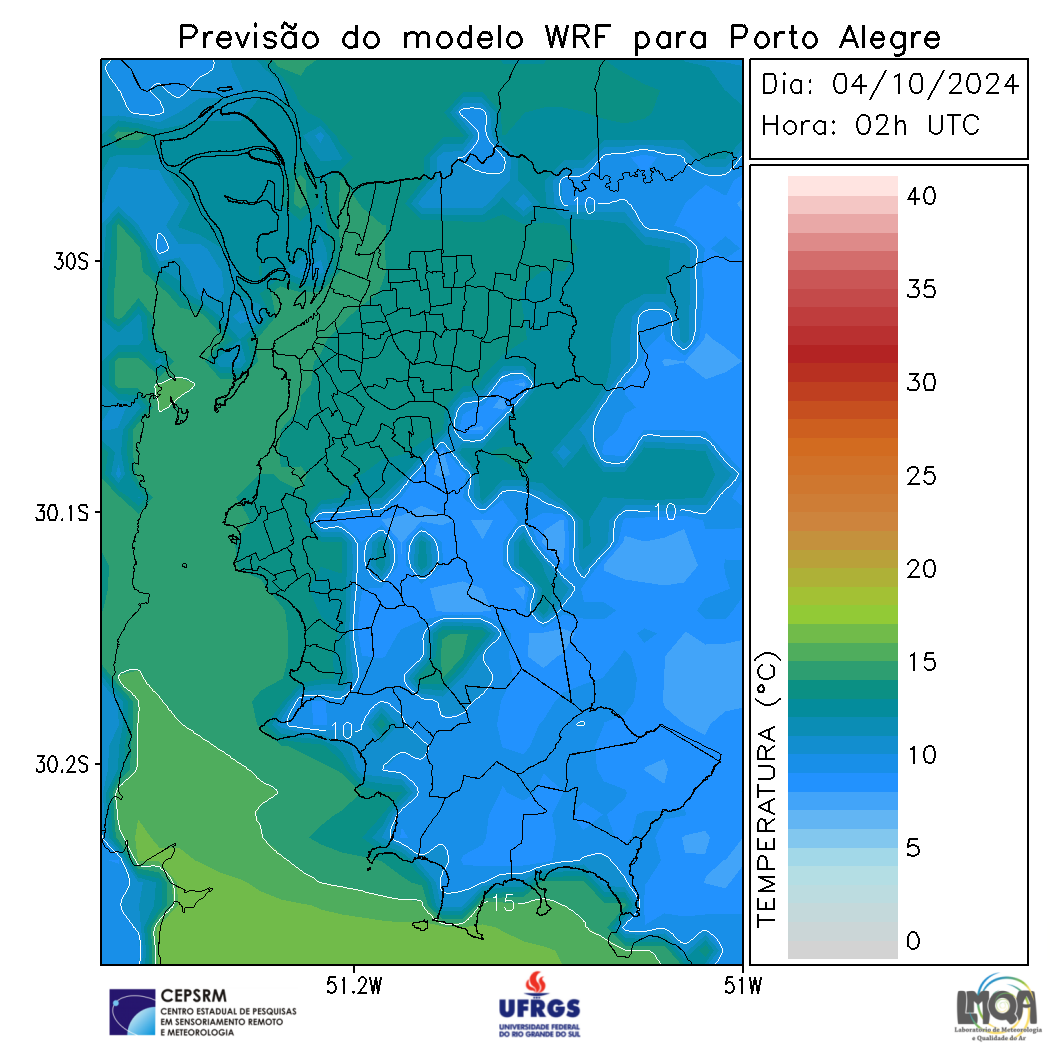 Previsão do modelo WRF para Porto Alegre
Dia: 04/10/2024
Hora: 02h UTC
30S
30.1S
30.2S
51.2W
51W
10
10
10
15
TEMPERATURA (°C)
40
35
30
25
20
15
10
5
0
CEPSRM
CENTRO ESTADUAL DE PESQUISAS
EM SENSORIAMENTO REMOTO
E METEOROLOGIA
UFRGS
UNIVERSIDADE FEDERAL
DO RIO GRANDE DO SUL
LMQA
Laboratório de Meteorologia
e Qualidade do Ar